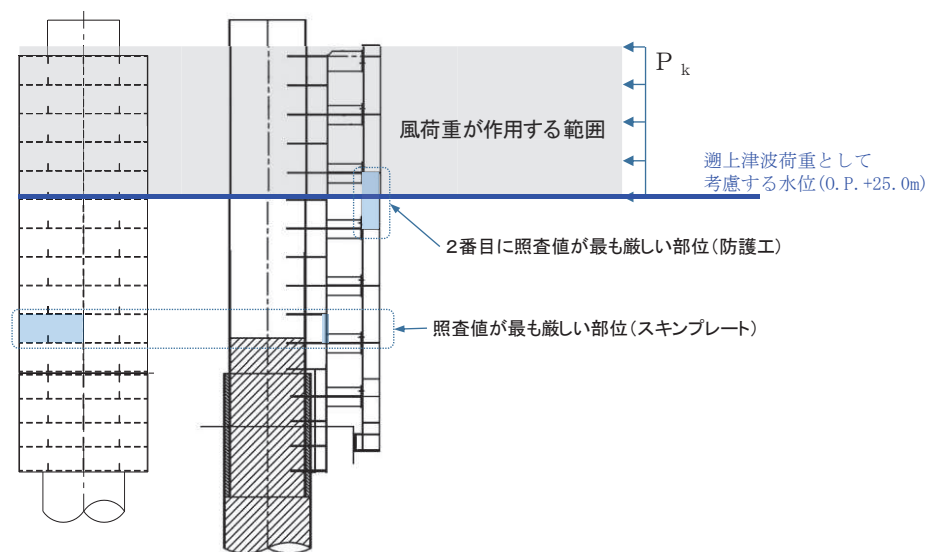 P k
風荷重が作用する範囲
遡上津波荷重として
考慮する水位(O.P.+25.0m)
2番目に照査値が最も厳しい部位(防護工)
照査値が最も厳しい部位(スキンプレート)